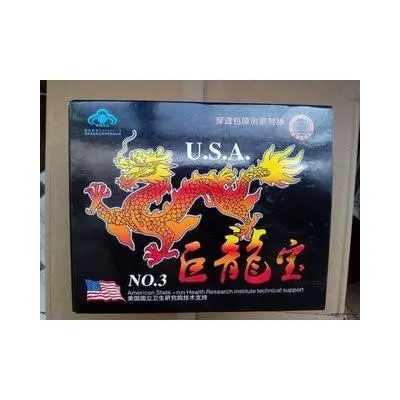 穿透包膜治前列腺
U.S.A.
NO.3
巨龍宝
American State-run Health Research institute technical support
美国国立卫生研究院技术支持